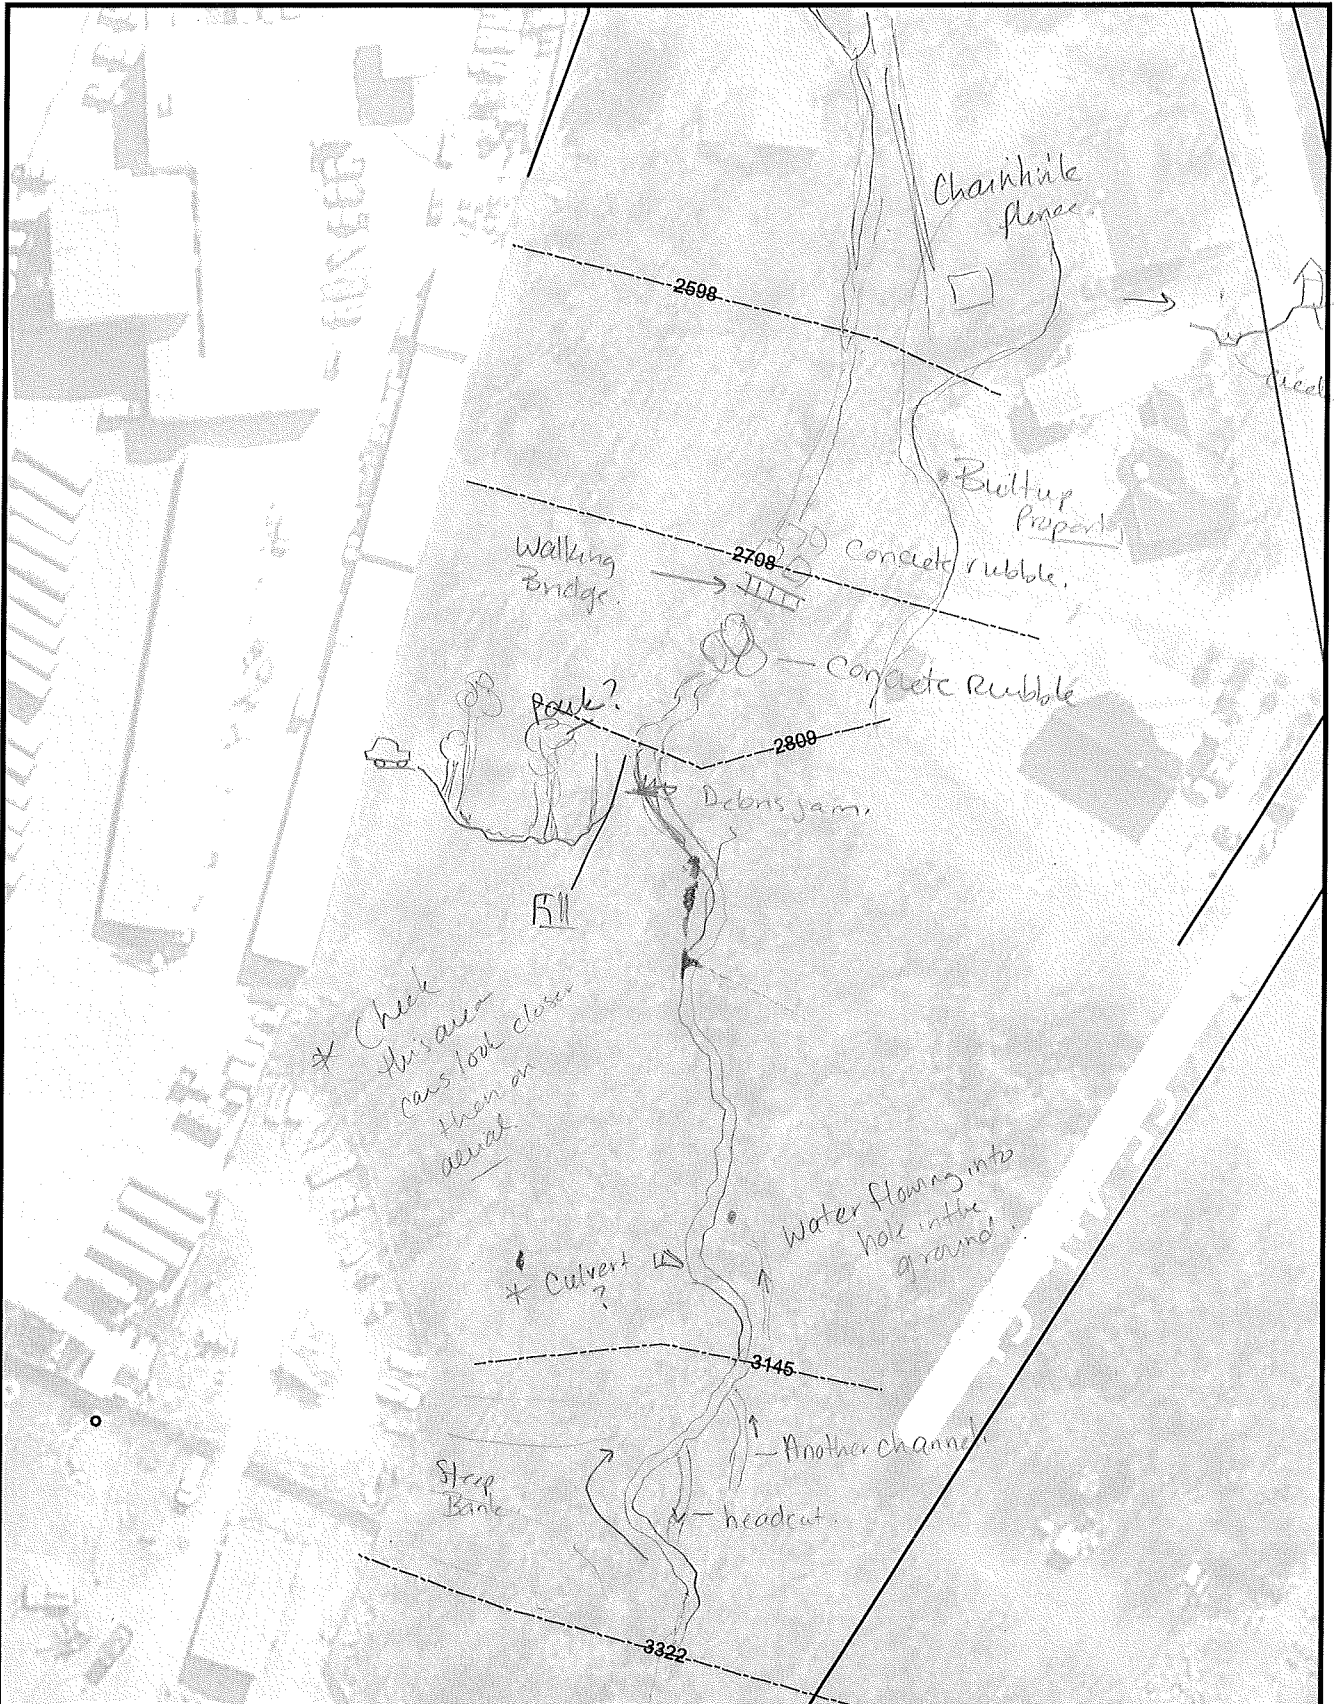 Chainlink
fence.
2598
Creek
Builtup
Property
Walking
Bridge.
2708
Concrete rubble.
Concrete Rubble
Park?
2809
Debris jam.
Fill
* Check
this area
cars look closer
then on
aerial
Water flowing into
hole in the
ground.
* Culvert
?
3145
Another channel
Steep
Bank
headcut.
3322